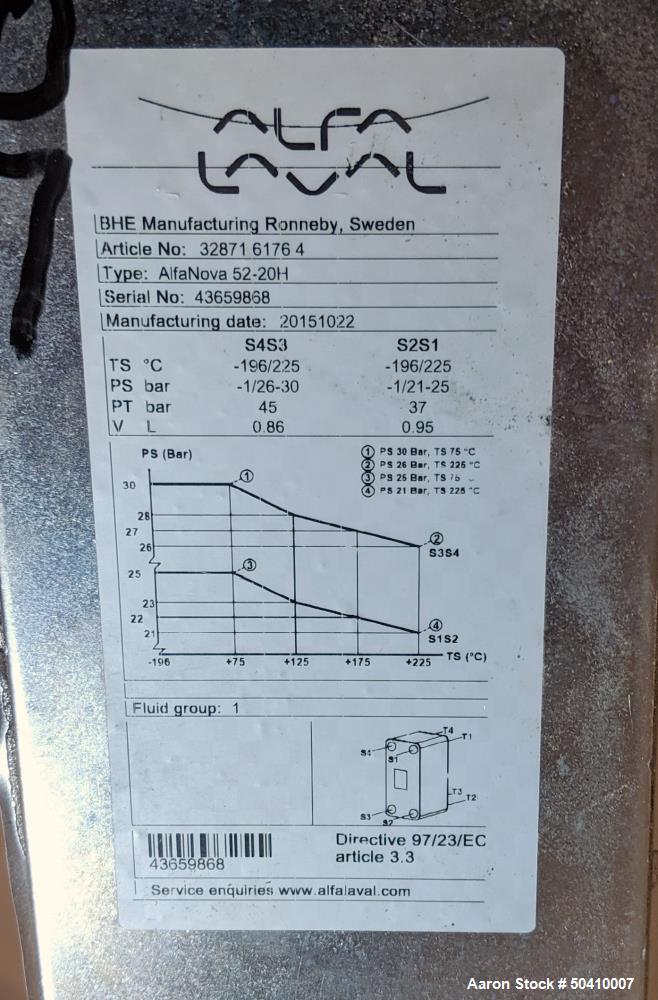 ALFA
LAVAL
BHE Manufacturing Ronneby, Sweden
Article No: 32871 6176 4
Type: AlfaNova 52-20H
Serial No: 43659868
Manufacturing date: 20151022
S4S3 S2S1
TS °C -196/225 -196/225
PS bar -1/26-30 -1/21-25
PT bar 45 37
V L 0.86 0.95
PS (Bar)
① PS 30 Bar, TS 75 °C
② PS 26 Bar, TS 225 °C
③ PS 25 Bar, TS 75
④ PS 21 Bar, TS 225 °C
30 ①
28
27
26 ② S3S4
25 ③
23
22
21 ④ S1S2
-196 +75 +125 +175 +225 TS (°C)
Fluid group: 1
T4
T1
S4
S1
T3
T2
S3
S2
Directive 97/23/EC
article 3.3
43659868
Service enquiries www.alfalaval.com
Aaron Stock # 50410007